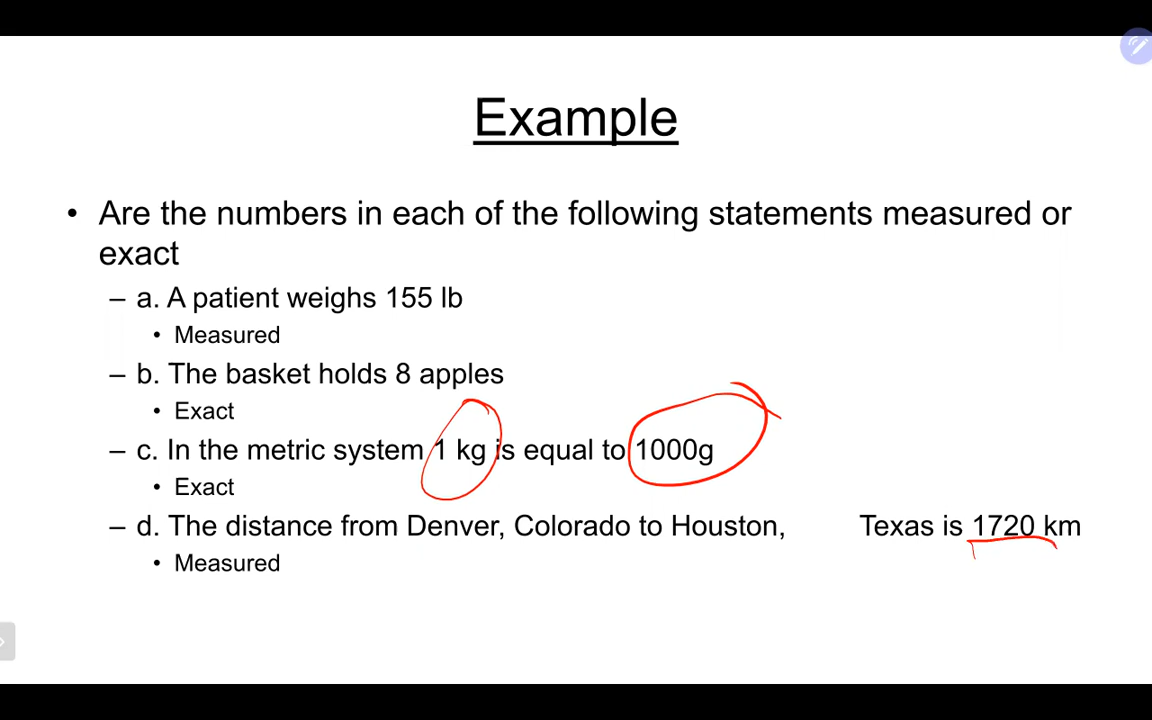 Example
• Are the numbers in each of the following statements measured or
exact
– a. A patient weighs 155 lb
• Measured
– b. The basket holds 8 apples
• Exact
– c. In the metric system 1 kg is equal to 1000g
• Exact
– d. The distance from Denver, Colorado to Houston, Texas is 1720 km
• Measured